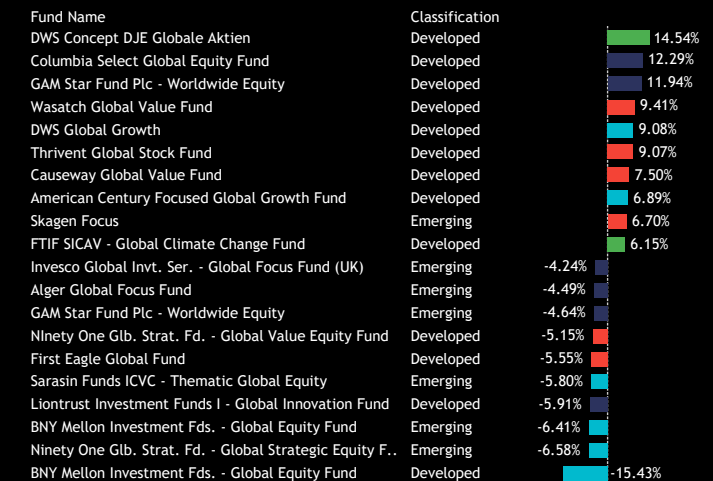 Fund Name Classification
DWS Concept DJE Globale Aktien Developed 14.54%
Columbia Select Global Equity Fund Developed 12.29%
GAM Star Fund Plc - Worldwide Equity Developed 11.94%
Wasatch Global Value Fund Developed 9.41%
DWS Global Growth Developed 9.08%
Thrivent Global Stock Fund Developed 9.07%
Causeway Global Value Fund Developed 7.50%
American Century Focused Global Growth Fund Developed 6.89%
Skagen Focus Emerging 6.70%
FTIF SICAV - Global Climate Change Fund Developed 6.15%
Invesco Global Invt. Ser. - Global Focus Fund (UK) Emerging -4.24%
Alger Global Focus Fund Emerging -4.49%
GAM Star Fund Plc - Worldwide Equity Emerging -4.64%
NInety One Glb. Strat. Fd. - Global Value Equity Fund Developed -5.15%
First Eagle Global Fund Developed -5.55%
Sarasin Funds ICVC - Thematic Global Equity Emerging -5.80%
Liontrust Investment Funds I - Global Innovation Fund Developed -5.91%
BNY Mellon Investment Fds. - Global Equity Fund Emerging -6.41%
Ninety One Glb. Strat. Fd. - Global Strategic Equity F.. Emerging -6.58%
BNY Mellon Investment Fds. - Global Equity Fund Developed -15.43%